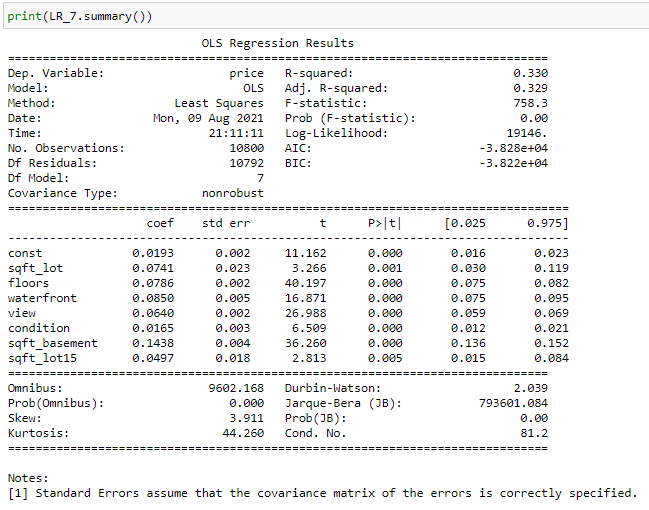 print(LR_7.summary())
OLS Regression Results
==============================================================================
Dep. Variable: price R-squared: 0.330
Model: OLS Adj. R-squared: 0.329
Method: Least Squares F-statistic: 758.3
Date: Mon, 09 Aug 2021 Prob (F-statistic): 0.00
Time: 21:11:11 Log-Likelihood: 19146.
No. Observations: 10800 AIC: -3.828e+04
Df Residuals: 10792 BIC: -3.822e+04
Df Model: 7
Covariance Type: nonrobust
==================================================================================
coef std err t P>|t| [0.025 0.975]
----------------------------------------------------------------------------------
const 0.0193 0.002 11.162 0.000 0.016 0.023
sqft_lot 0.0741 0.023 3.266 0.001 0.030 0.119
floors 0.0786 0.002 40.197 0.000 0.075 0.082
waterfront 0.0850 0.005 16.871 0.000 0.075 0.095
view 0.0640 0.002 26.988 0.000 0.059 0.069
condition 0.0165 0.003 6.509 0.000 0.012 0.021
sqft_basement 0.1438 0.004 36.260 0.000 0.136 0.152
sqft_lot15 0.0497 0.018 2.813 0.005 0.015 0.084
==============================================================================
Omnibus: 9602.168 Durbin-Watson: 2.039
Prob(Omnibus): 0.000 Jarque-Bera (JB): 793601.084
Skew: 3.911 Prob(JB): 0.00
Kurtosis: 44.260 Cond. No. 81.2
==============================================================================
Notes:
[1] Standard Errors assume that the covariance matrix of the errors is correctly specified.